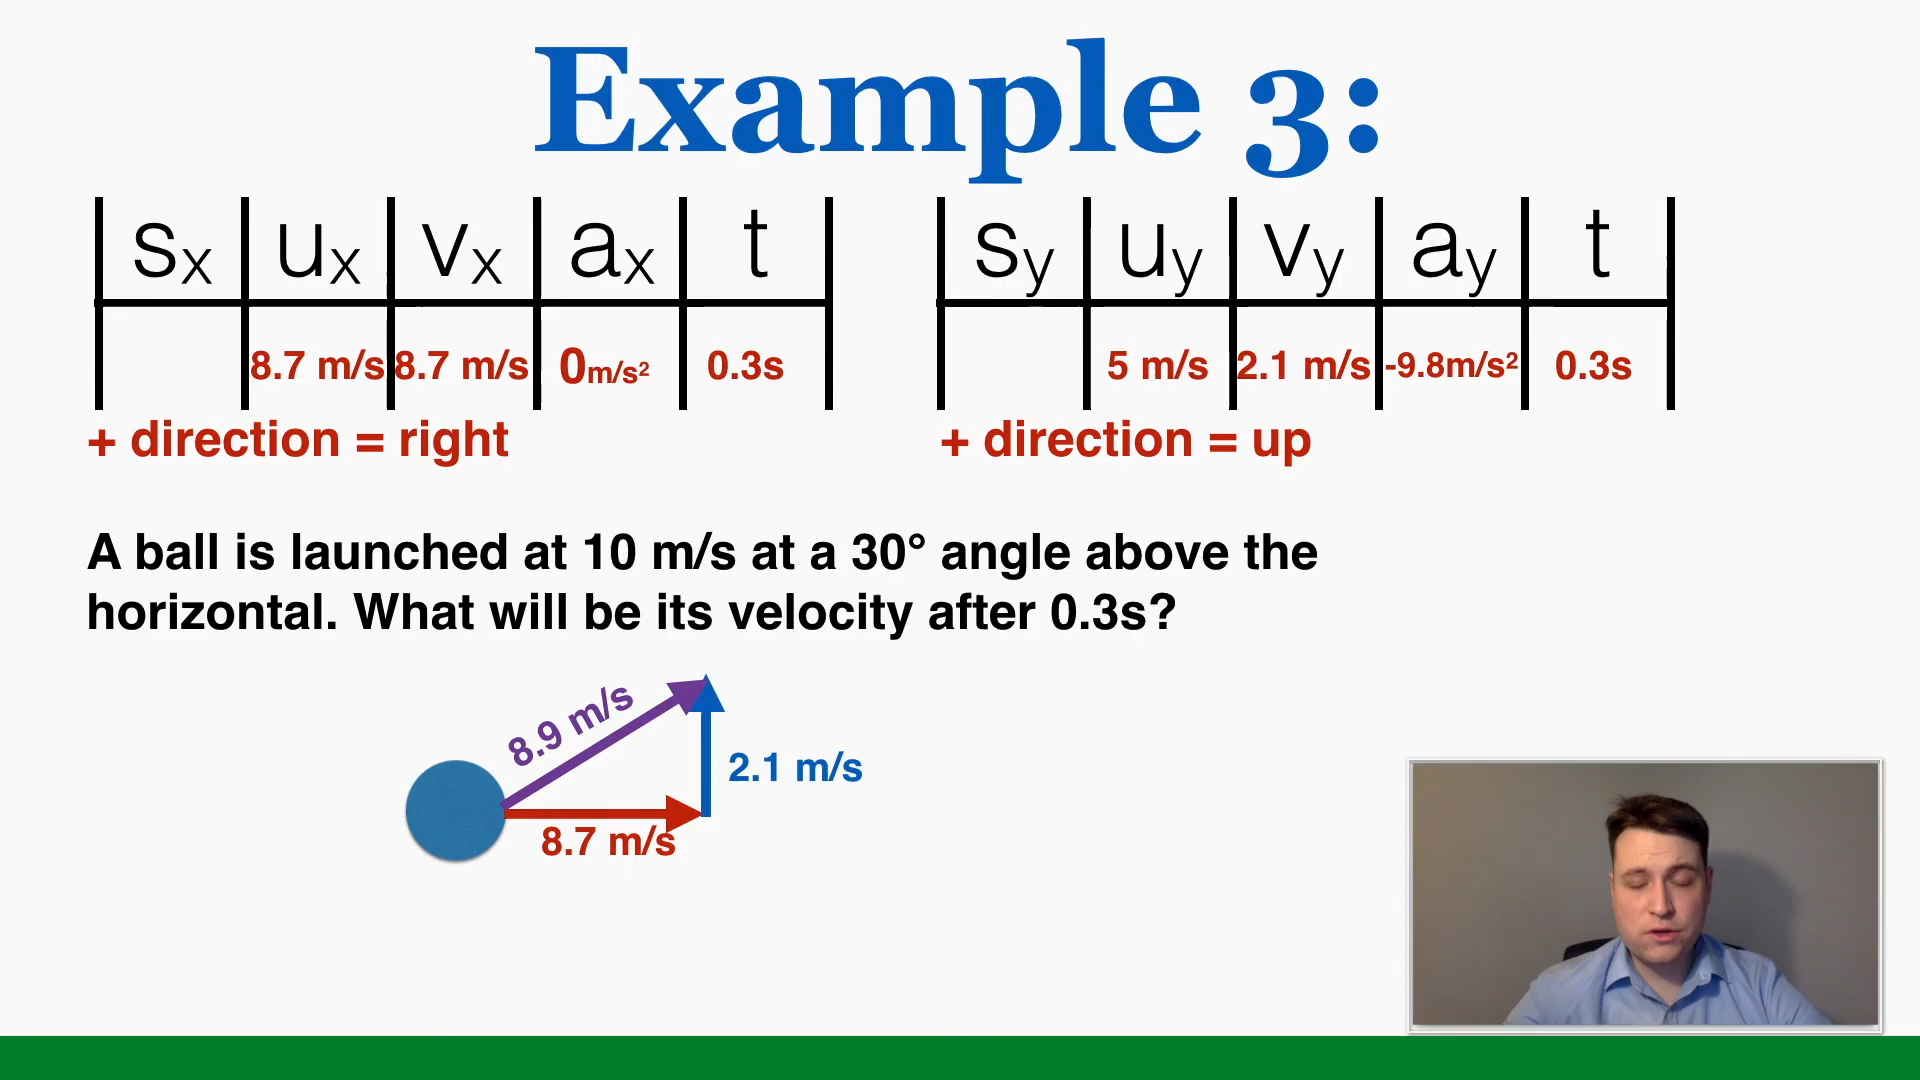 Example 3:
sₓ uₓ vₓ aₓ t
8.7 m/s 8.7 m/s 0m/s² 0.3s
+ direction = right
sy uy vy ay t
5 m/s 2.1 m/s -9.8m/s² 0.3s
+ direction = up
A ball is launched at 10 m/s at a 30° angle above the
horizontal. What will be its velocity after 0.3s?
8.9 m/s
2.1 m/s
8.7 m/s